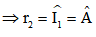 ⇒ r₂ = Î₁ = Â